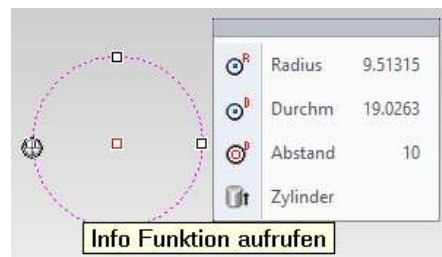 Radius 9.51315
Durchm 19.0263
Abstand 10
Zylinder
Info Funktion aufrufen